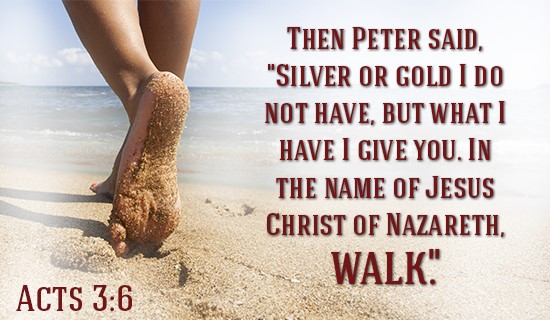 Then Peter said,
"Silver or gold I do
not have, but what I
have I give you. In
the name of Jesus
Christ of Nazareth,
walk."
Acts 3:6